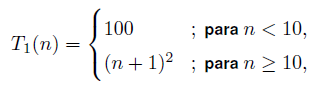 T₁(n) = { 100 ; para n < 10,
(n + 1)² ; para n ≥ 10,